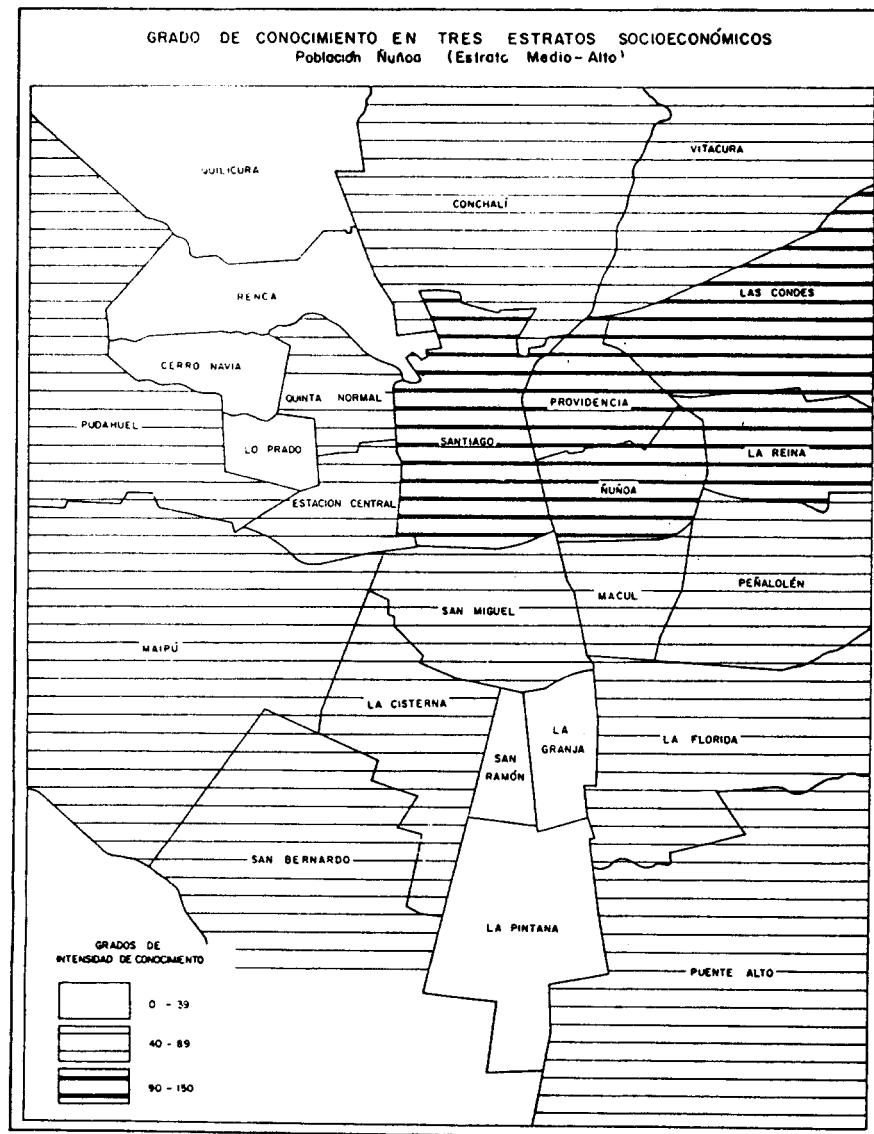 GRADO DE CONOCIMIENTO EN TRES ESTRATOS SOCIOECONÓMICOS
Población Ñuñoa (Estrato Medio-Alto)
VITACURA
QUILICURA
CONCHALÍ
LAS CONDES
RENCA
CERRO NAVIA
QUINTA NORMAL
PROVIDENCIA
PUDAHUEL
LO PRADO
SANTIAGO
LA REINA
ÑUÑOA
ESTACION CENTRAL
PEÑALOLÉN
MACUL
SAN MIGUEL
MAIPÚ
LA CISTERNA
LA
GRANJA
LA FLORIDA
SAN
RAMÓN
SAN BERNARDO
LA PINTANA
PUENTE ALTO
GRADOS DE
INTENSIDAD DE CONOCIMIENTO
0 - 39
40 - 89
90 - 150